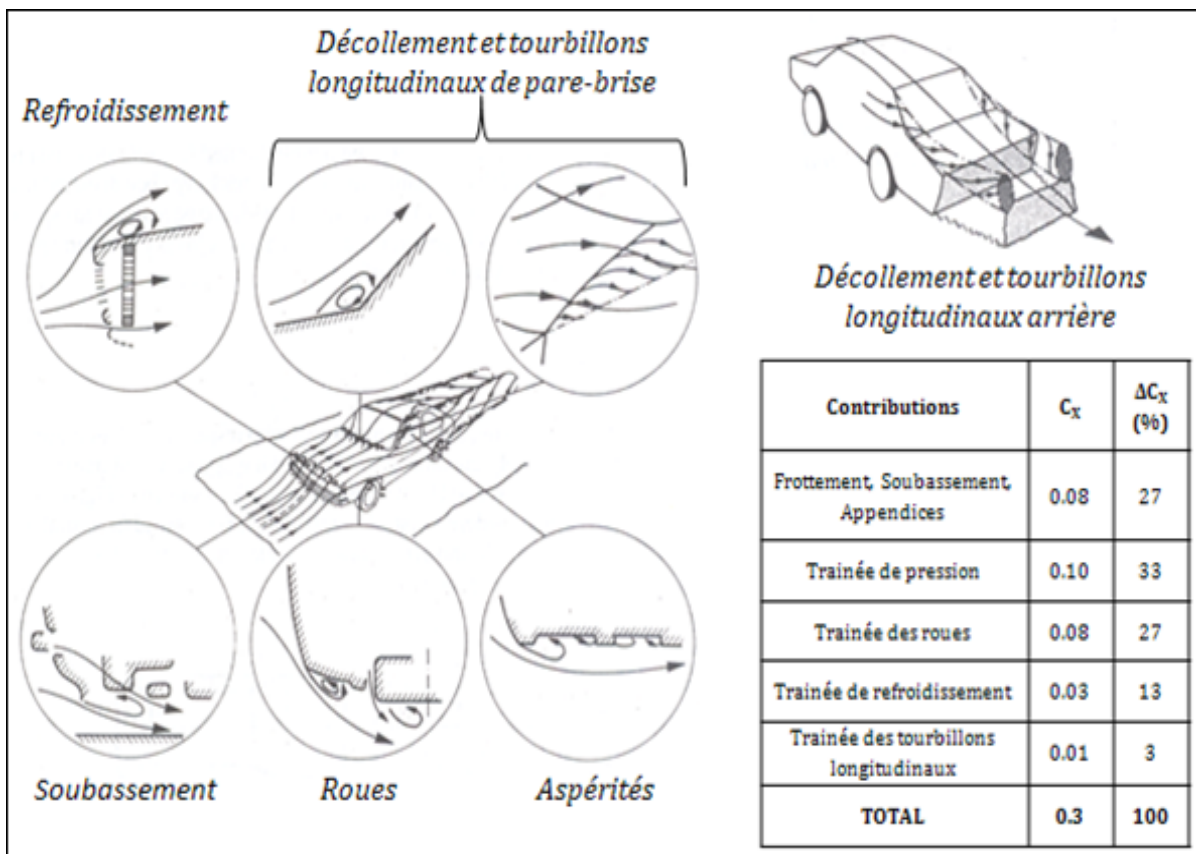 Décollement et tourbillons
longitudinaux de pare-brise
Refroidissement
Décollement et tourbillons
longitudinaux arrière
Soubassement
Roues
Aspérités
Contributions Cx ΔCx (%)
Frottement, Soubassement,
Appendices 0.08 27
Trainée de pression 0.10 33
Trainée des roues 0.08 27
Trainée de refroidissement 0.03 13
Trainée des tourbillons
longitudinaux 0.01 3
TOTAL 0.3 100